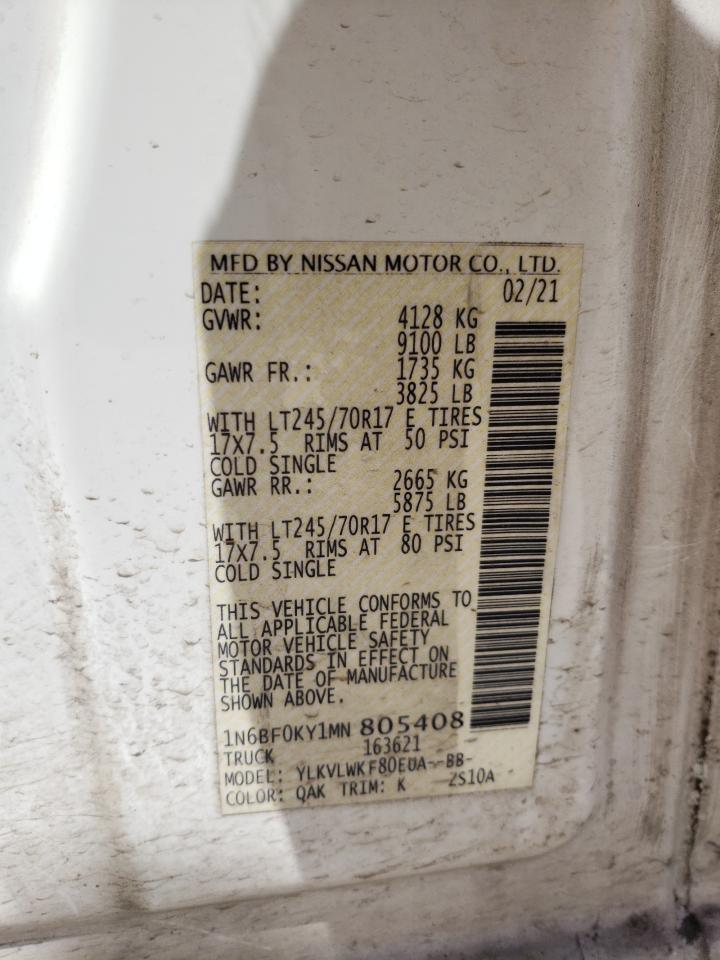 MFD BY NISSAN MOTOR CO., LTD.
DATE: 02/21
GVWR: 4128 KG
9100 LB
GAWR FR.: 1735 KG
3825 LB
WITH LT245/70R17 E TIRES
17X7.5 RIMS AT 50 PSI
COLD SINGLE
GAWR RR.: 2665 KG
5875 LB
WITH LT245/70R17 E TIRES
17X7.5 RIMS AT 80 PSI
COLD SINGLE
THIS VEHICLE CONFORMS TO
ALL APPLICABLE FEDERAL
MOTOR VEHICLE SAFETY
STANDARDS IN EFFECT ON
THE DATE OF MANUFACTURE
SHOWN ABOVE.
1N6BF0KY1MN 805408
TRUCK 163621
MODEL: YLKVLWKF80EUA--BB-
COLOR: QAK TRIM: K ZS10A